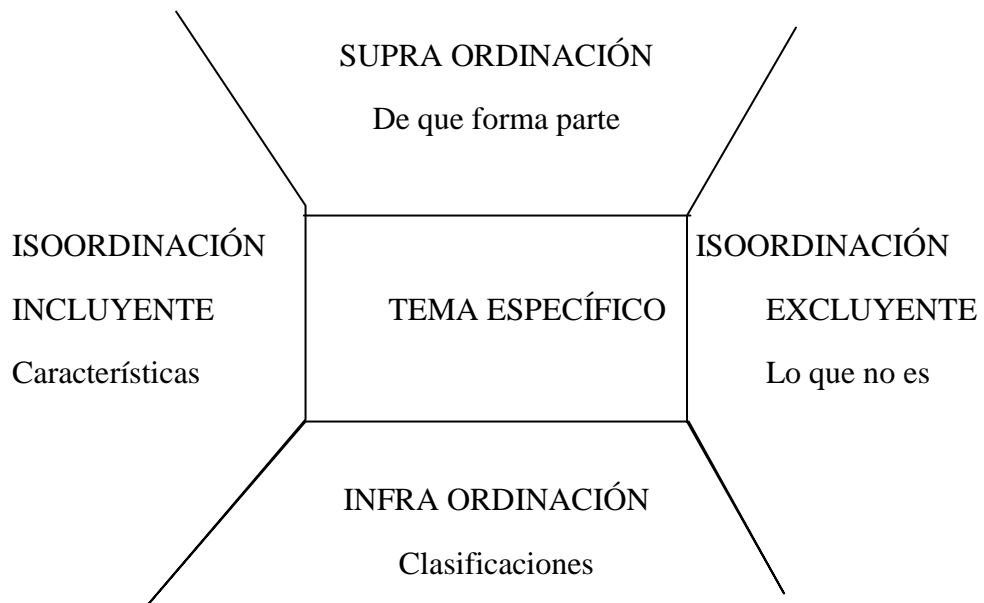 SUPRA ORDINACIÓN
De que forma parte
ISOORDINACIÓN
INCLUYENTE
Características
TEMA ESPECÍFICO
ISOORDINACIÓN
EXCLUYENTE
Lo que no es
INFRA ORDINACIÓN
Clasificaciones